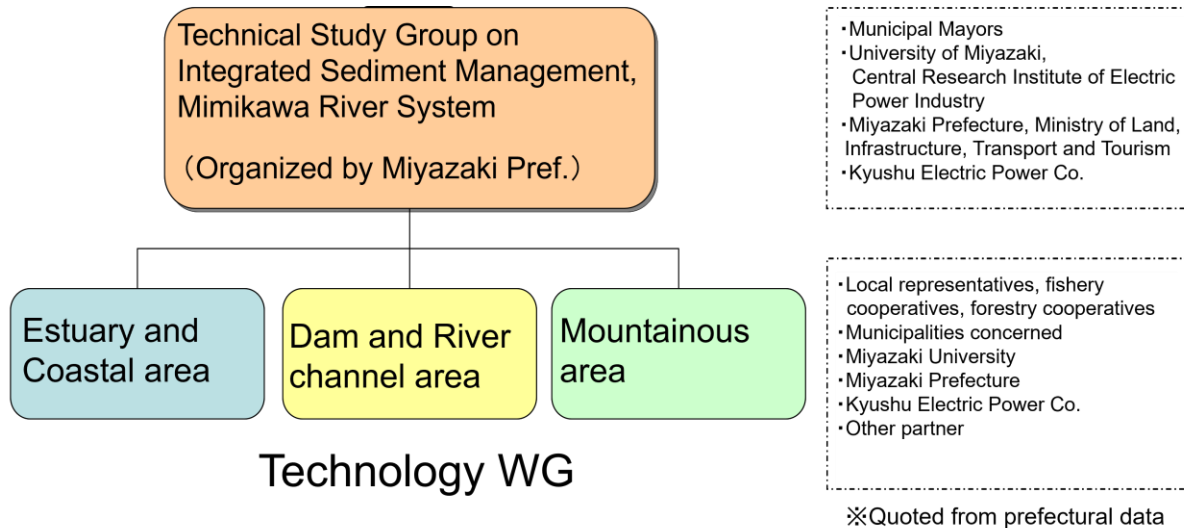 Technical Study Group on
Integrated Sediment Management,
Mimikawa River System
（Organized by Miyazaki Pref.）
・Municipal Mayors
・University of Miyazaki,
Central Research Institute of Electric
Power Industry
・Miyazaki Prefecture, Ministry of Land,
Infrastructure, Transport and Tourism
・Kyushu Electric Power Co.
Estuary and
Coastal area
Dam and River
channel area
Mountainous
area
・Local representatives, fishery
cooperatives, forestry cooperatives
・Municipalities concerned
・Miyazaki University
・Miyazaki Prefecture
・Kyushu Electric Power Co.
・Other partner
Technology WG
※Quoted from prefectural data